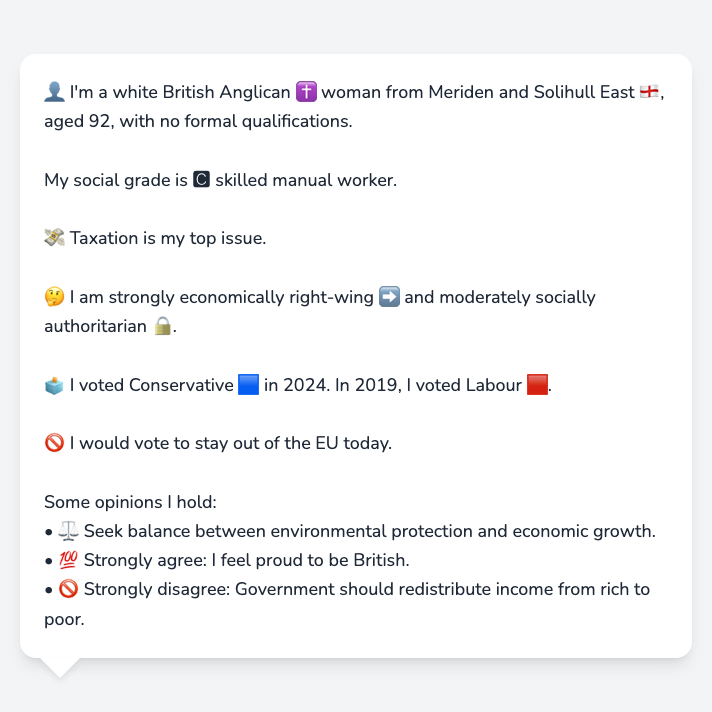 👤 I'm a white British Anglican ✝️ woman from Meriden and Solihull East 🏴󠁧󠁢󠁥󠁮󠁧󠁿,
aged 92, with no formal qualifications.
My social grade is 🅲 skilled manual worker.
💸 Taxation is my top issue.
🤔 I am strongly economically right-wing ➡️ and moderately socially
authoritarian 🔒.
🗳️ I voted Conservative 🟦 in 2024. In 2019, I voted Labour 🟥.
🚫 I would vote to stay out of the EU today.
Some opinions I hold:
• ⚖️ Seek balance between environmental protection and economic growth.
• 💯 Strongly agree: I feel proud to be British.
• 🚫 Strongly disagree: Government should redistribute income from rich to
poor.